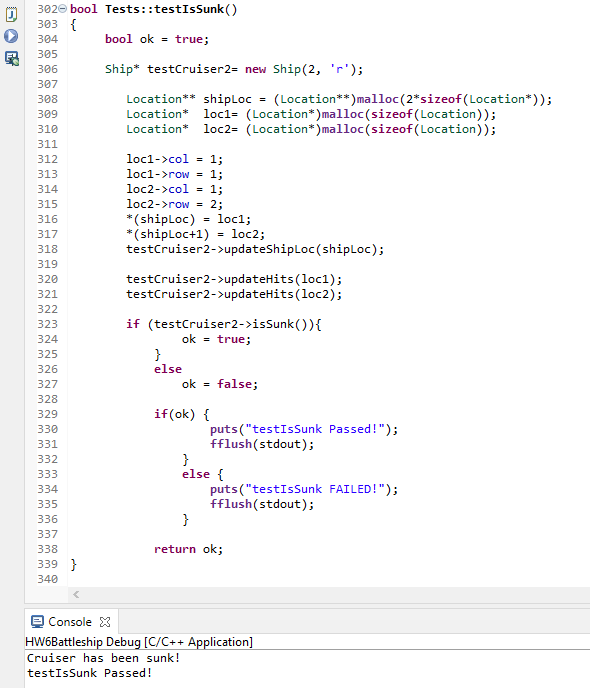 302 bool Tests::testIsSunk()
303 {
304 bool ok = true;
305
306 Ship* testCruiser2= new Ship(2, 'r');
307
308 Location** shipLoc = (Location**)malloc(2*sizeof(Location*));
309 Location*  loc1= (Location*)malloc(sizeof(Location));
310 Location*  loc2= (Location*)malloc(sizeof(Location));
311
312 loc1->col = 1;
313 loc1->row = 1;
314 loc2->col = 1;
315 loc2->row = 2;
316 *(shipLoc) = loc1;
317 *(shipLoc+1) = loc2;
318 testCruiser2->updateShipLoc(shipLoc);
319
320 testCruiser2->updateHits(loc1);
321 testCruiser2->updateHits(loc2);
322
323 if (testCruiser2->isSunk()){
324 ok = true;
325 }
326 else
327 ok = false;
328
329 if(ok) {
330 puts("testIsSunk Passed!");
331 fflush(stdout);
332 }
333 else {
334 puts("testIsSunk FAILED!");
335 fflush(stdout);
336 }
337
338 return ok;
339 }
340
Console
HW6Battleship Debug [C/C++ Application]
Cruiser has been sunk!
testIsSunk Passed!